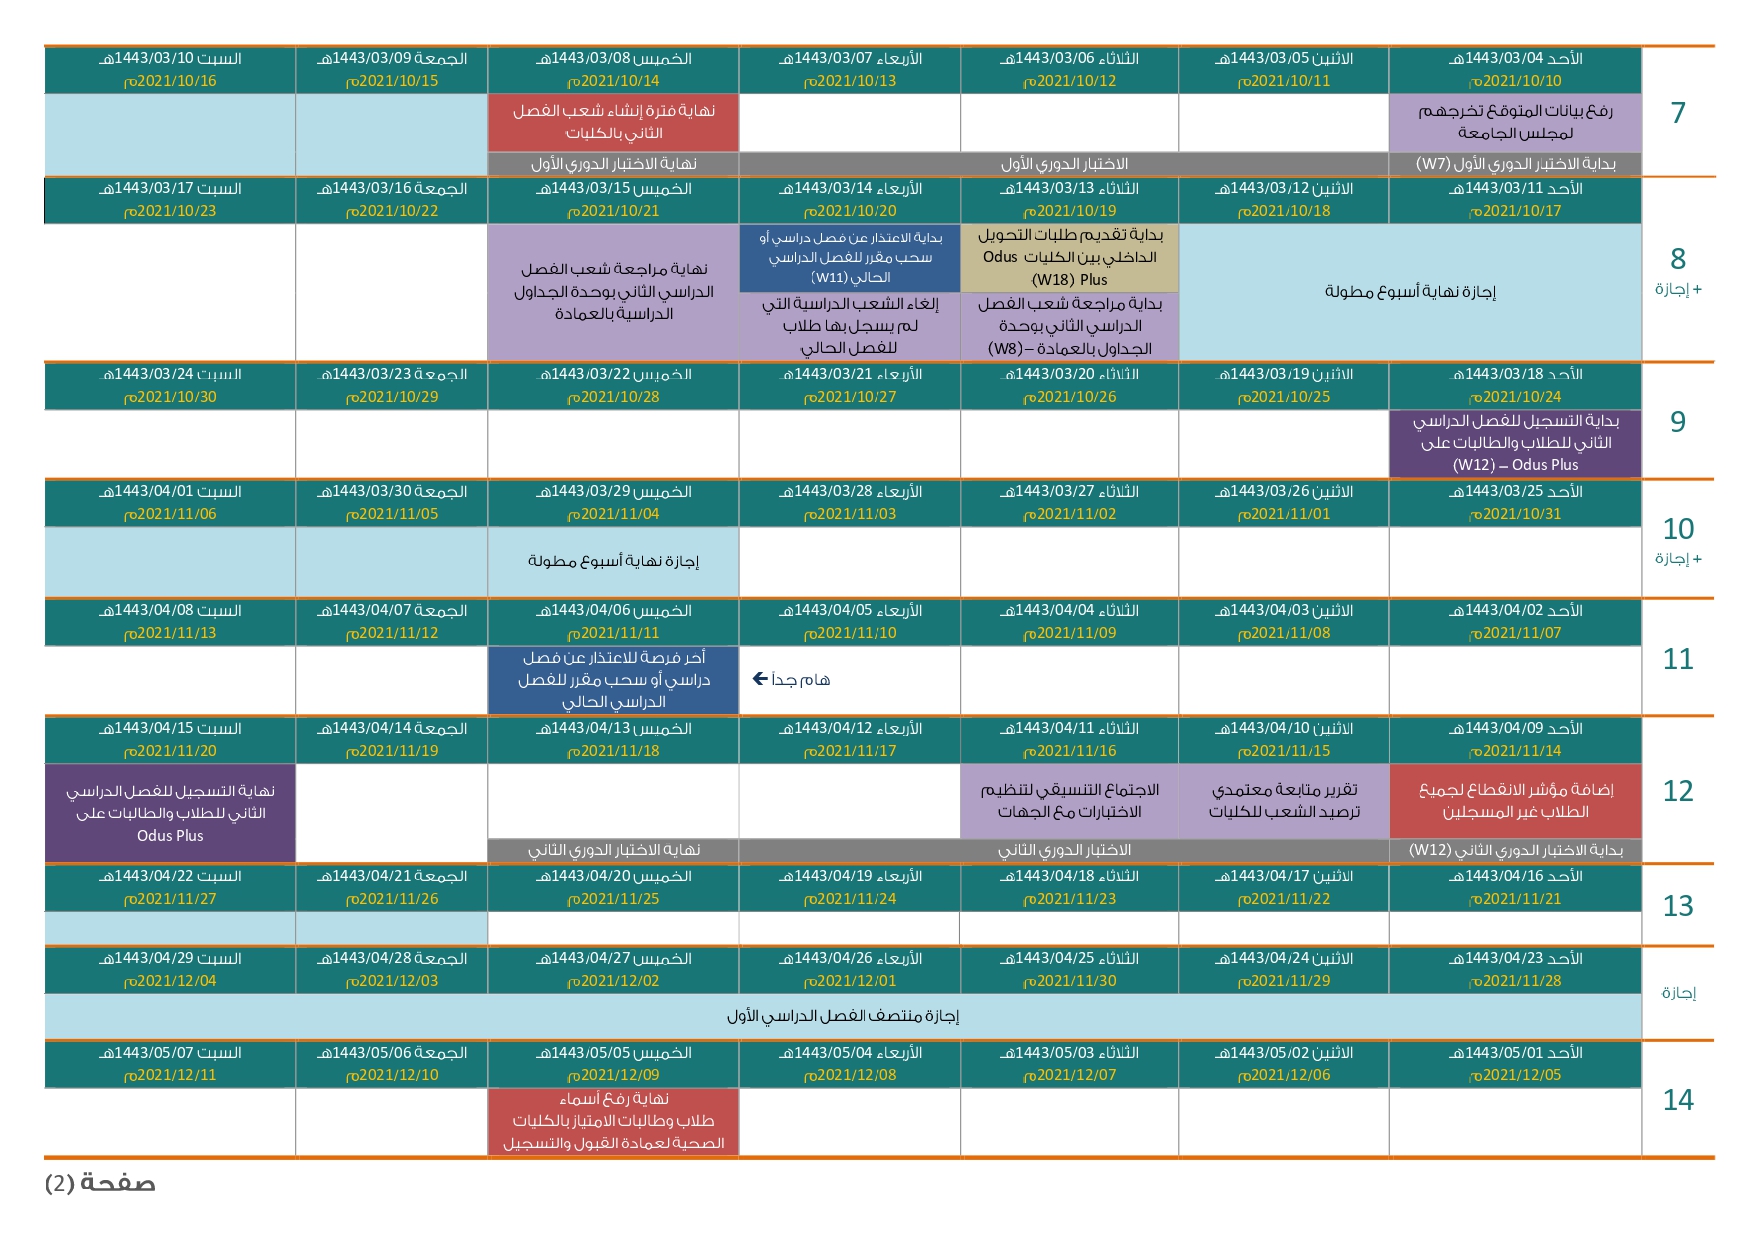 7
الأحد 1443/03/04هـ
2021/10/10م
الاثنين 1443/03/05هـ
2021/10/11م
الثلاثاء 1443/03/06هـ
2021/10/12م
الأربعاء 1443/03/07هـ
2021/10/13م
الخميس 1443/03/08هـ
2021/10/14م
الجمعة 1443/03/09هـ
2021/10/15م
السبت 1443/03/10هـ
2021/10/16م
رفع بيانات المتوقع تخرجهم
لمجلس الجامعة
نهاية فترة إنشاء شعب الفصل
الثاني بالكليات
بداية الاختبار الدوري الأول (W7)
الاختبار الدوري الأول
نهاية الاختبار الدوري الأول
8
+ إجازة
الأحد 1443/03/11هـ
2021/10/17م
الاثنين 1443/03/12هـ
2021/10/18م
الثلاثاء 1443/03/13هـ
2021/10/19م
الأربعاء 1443/03/14هـ
2021/10/20م
الخميس 1443/03/15هـ
2021/10/21م
الجمعة 1443/03/16هـ
2021/10/22م
السبت 1443/03/17هـ
2021/10/23م
إجازة نهاية أسبوع مطولة
بداية تقديم طلبات التحويل
الداخلي بين الكليات Odus
Plus (W18)
بداية مراجعة شعب الفصل
الدراسي الثاني بوحدة
الجداول بالعمادة – (W8)
بداية الاعتذار عن فصل دراسي أو
سحب مقرر للفصل الدراسي
الحالي (W11)
إلغاء الشعب الدراسية التي
لم يسجل بها طلاب
للفصل الحالي
نهاية مراجعة شعب الفصل
الدراسي الثاني بوحدة الجداول
الدراسية بالعمادة
9
الأحد 1443/03/18هـ
2021/10/24م
الاثنين 1443/03/19هـ
2021/10/25م
الثلاثاء 1443/03/20هـ
2021/10/26م
الأربعاء 1443/03/21هـ
2021/10/27م
الخميس 1443/03/22هـ
2021/10/28م
الجمعة 1443/03/23هـ
2021/10/29م
السبت 1443/03/24هـ
2021/10/30م
بداية التسجيل للفصل الدراسي
الثاني للطلاب والطالبات على
Odus Plus – (W12)
10
+ إجازة
الأحد 1443/03/25هـ
2021/10/31م
الاثنين 1443/03/26هـ
2021/11/01م
الثلاثاء 1443/03/27هـ
2021/11/02م
الأربعاء 1443/03/28هـ
2021/11/03م
الخميس 1443/03/29هـ
2021/11/04م
الجمعة 1443/03/30هـ
2021/11/05م
السبت 1443/04/01هـ
2021/11/06م
إجازة نهاية أسبوع مطولة
11
الأحد 1443/04/02هـ
2021/11/07م
الاثنين 1443/04/03هـ
2021/11/08م
الثلاثاء 1443/04/04هـ
2021/11/09م
الأربعاء 1443/04/05هـ
2021/11/10م
الخميس 1443/04/06هـ
2021/11/11م
الجمعة 1443/04/07هـ
2021/11/12م
السبت 1443/04/08هـ
2021/11/13م
هام جداً ←
أخر فرصة للاعتذار عن فصل
دراسي أو سحب مقرر للفصل
الدراسي الحالي
12
الأحد 1443/04/09هـ
2021/11/14م
الاثنين 1443/04/10هـ
2021/11/15م
الثلاثاء 1443/04/11هـ
2021/11/16م
الأربعاء 1443/04/12هـ
2021/11/17م
الخميس 1443/04/13هـ
2021/11/18م
الجمعة 1443/04/14هـ
2021/11/19م
السبت 1443/04/15هـ
2021/11/20م
إضافة مؤشر الانقطاع لجميع
الطلاب غير المسجلين
تقرير متابعة معتمدي
ترصيد الشعب للكليات
الاجتماع التنسيقي لتنظيم
الاختبارات مع الجهات
نهاية التسجيل للفصل الدراسي
الثاني للطلاب والطالبات على
Odus Plus
بداية الاختبار الدوري الثاني (W12)
الاختبار الدوري الثاني
نهاية الاختبار الدوري الثاني
13
الأحد 1443/04/16هـ
2021/11/21م
الاثنين 1443/04/17هـ
2021/11/22م
الثلاثاء 1443/04/18هـ
2021/11/23م
الأربعاء 1443/04/19هـ
2021/11/24م
الخميس 1443/04/20هـ
2021/11/25م
الجمعة 1443/04/21هـ
2021/11/26م
السبت 1443/04/22هـ
2021/11/27م
إجازة
الأحد 1443/04/23هـ
2021/11/28م
الاثنين 1443/04/24هـ
2021/11/29م
الثلاثاء 1443/04/25هـ
2021/11/30م
الأربعاء 1443/04/26هـ
2021/12/01م
الخميس 1443/04/27هـ
2021/12/02م
الجمعة 1443/04/28هـ
2021/12/03م
السبت 1443/04/29هـ
2021/12/04م
إجازة منتصف الفصل الدراسي الأول
14
الأحد 1443/05/01هـ
2021/12/05م
الاثنين 1443/05/02هـ
2021/12/06م
الثلاثاء 1443/05/03هـ
2021/12/07م
الأربعاء 1443/05/04هـ
2021/12/08م
الخميس 1443/05/05هـ
2021/12/09م
الجمعة 1443/05/06هـ
2021/12/10م
السبت 1443/05/07هـ
2021/12/11م
نهاية رفع أسماء
طلاب وطالبات الامتياز بالكليات
الصحية لعمادة القبول والتسجيل
صفحة (2)